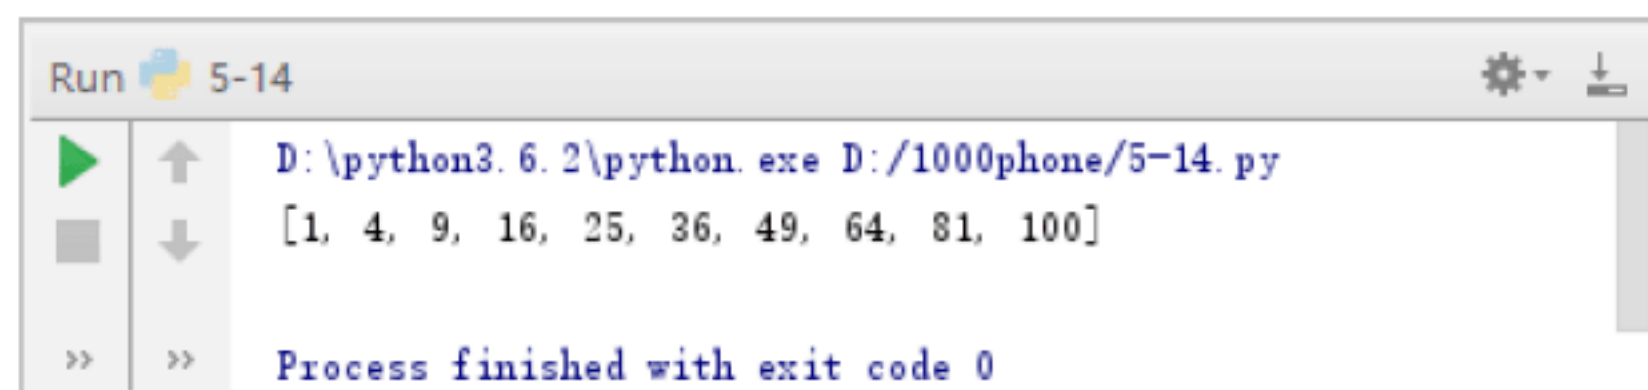 Run 5-14
D:\python3.6.2\python.exe D:/1000phone/5-14.py
[1, 4, 9, 16, 25, 36, 49, 64, 81, 100]
Process finished with exit code 0